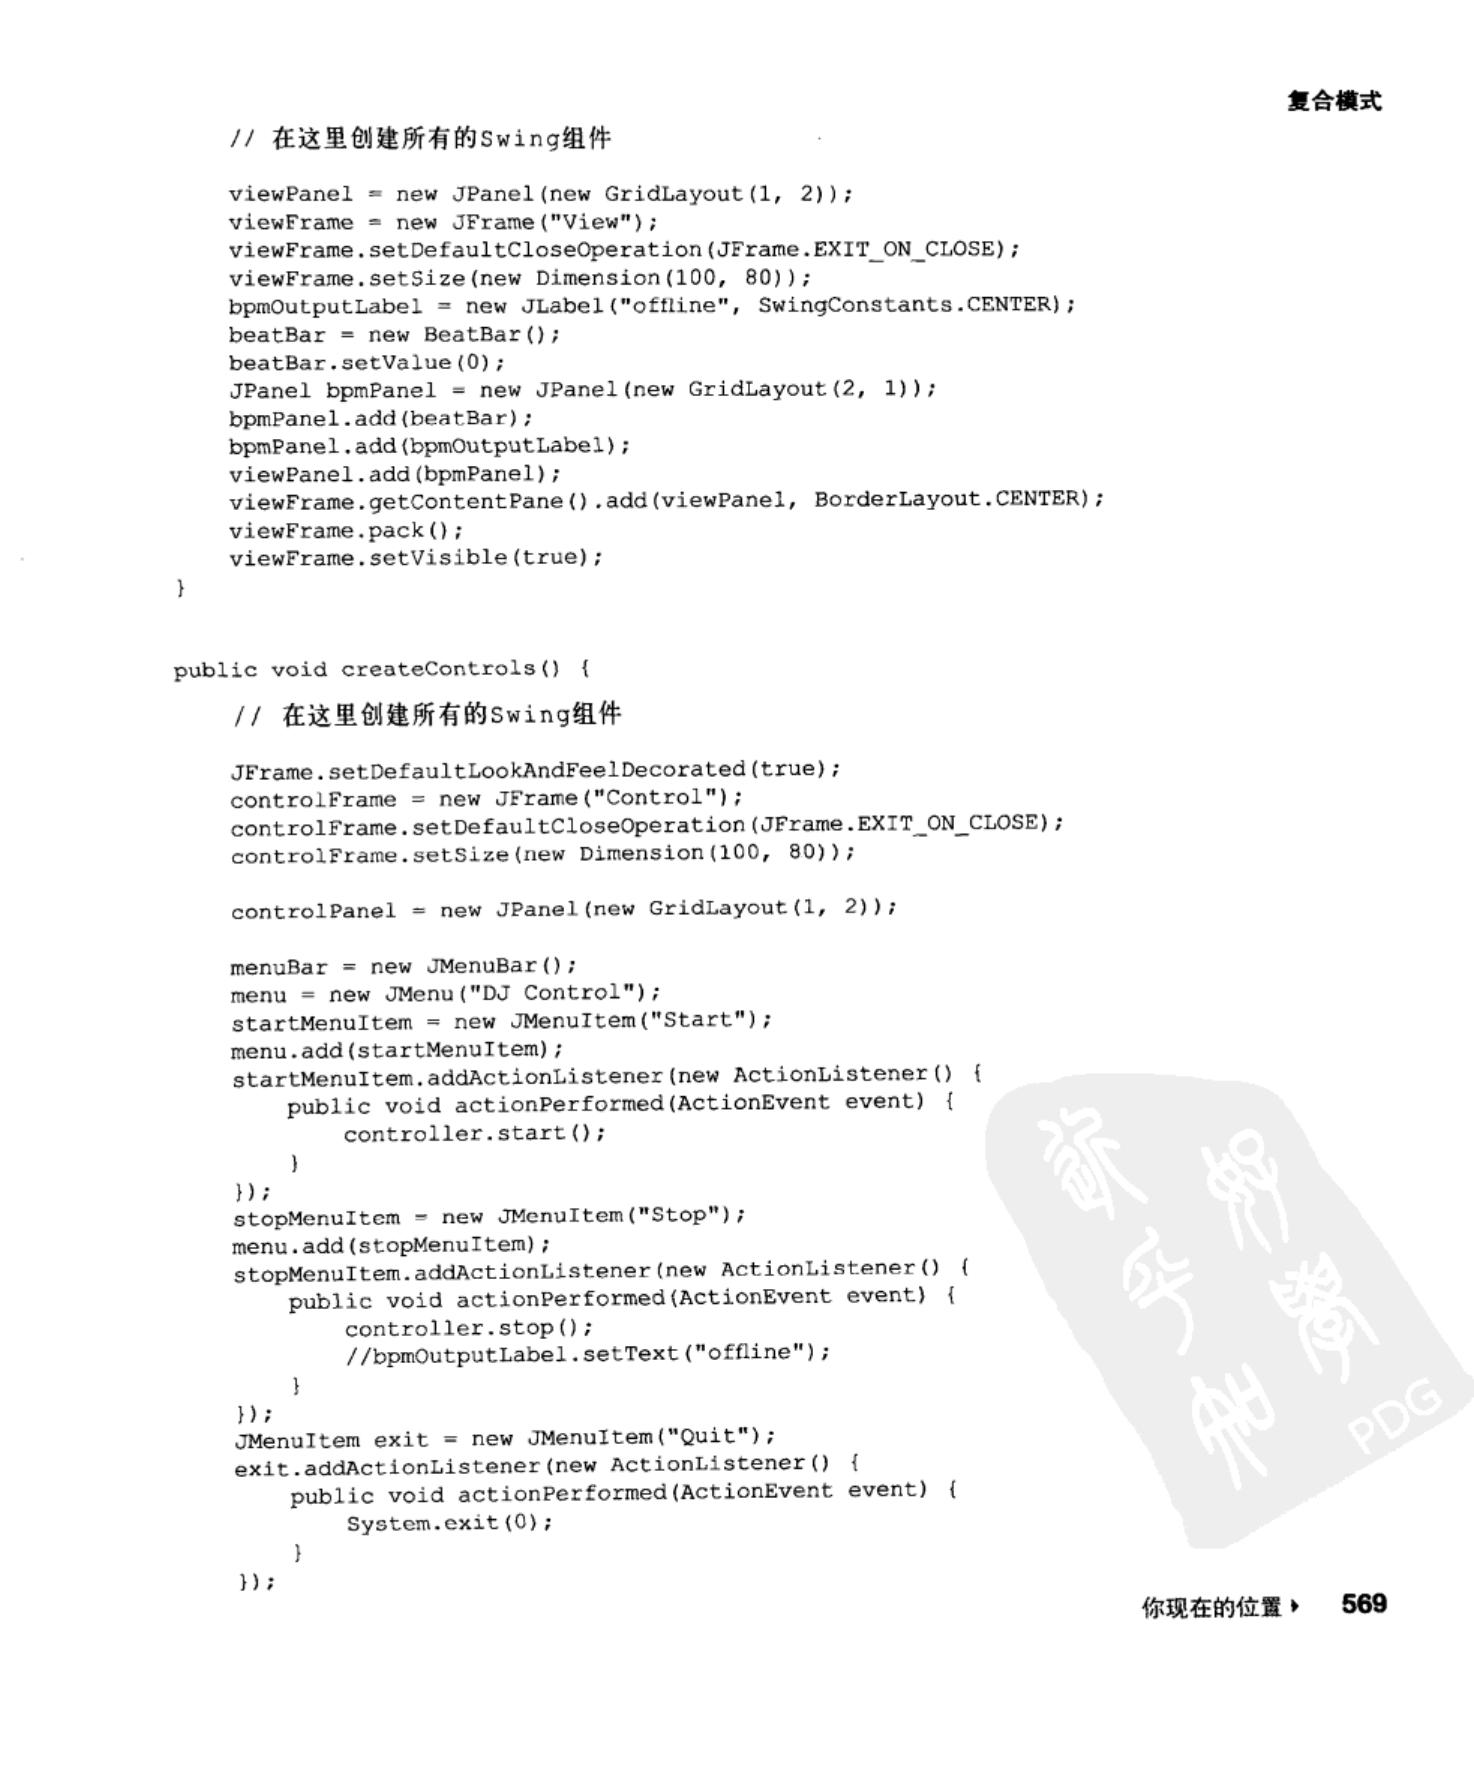 复合模式
// 在这里创建所有的Swing组件
viewPanel = new JPanel(new GridLayout(1, 2));
viewFrame = new JFrame("View");
viewFrame.setDefaultCloseOperation(JFrame.EXIT_ON_CLOSE);
viewFrame.setSize(new Dimension(100, 80));
bpmOutputLabel = new JLabel("offline", SwingConstants.CENTER);
beatBar = new BeatBar();
beatBar.setValue(0);
JPanel bpmPanel = new JPanel(new GridLayout(2, 1));
bpmPanel.add(beatBar);
bpmPanel.add(bpmOutputLabel);
viewPanel.add(bpmPanel);
viewFrame.getContentPane().add(viewPanel, BorderLayout.CENTER);
viewFrame.pack();
viewFrame.setVisible(true);
}
public void createControls() {
// 在这里创建所有的Swing组件
JFrame.setDefaultLookAndFeelDecorated(true);
controlFrame = new JFrame("Control");
controlFrame.setDefaultCloseOperation(JFrame.EXIT_ON_CLOSE);
controlFrame.setSize(new Dimension(100, 80));
controlPanel = new JPanel(new GridLayout(1, 2));
menuBar = new JMenuBar();
menu = new JMenu("DJ Control");
startMenuItem = new JMenuItem("Start");
menu.add(startMenuItem);
startMenuItem.addActionListener(new ActionListener() {
public void actionPerformed(ActionEvent event) {
controller.start();
}
});
stopMenuItem = new JMenuItem("Stop");
menu.add(stopMenuItem);
stopMenuItem.addActionListener(new ActionListener() {
public void actionPerformed(ActionEvent event) {
controller.stop();
//bpmOutputLabel.setText("offline");
}
});
JMenuItem exit = new JMenuItem("Quit");
exit.addActionListener(new ActionListener() {
public void actionPerformed(ActionEvent event) {
System.exit(0);
}
});
PDG
你现在的位置 ▶ 569